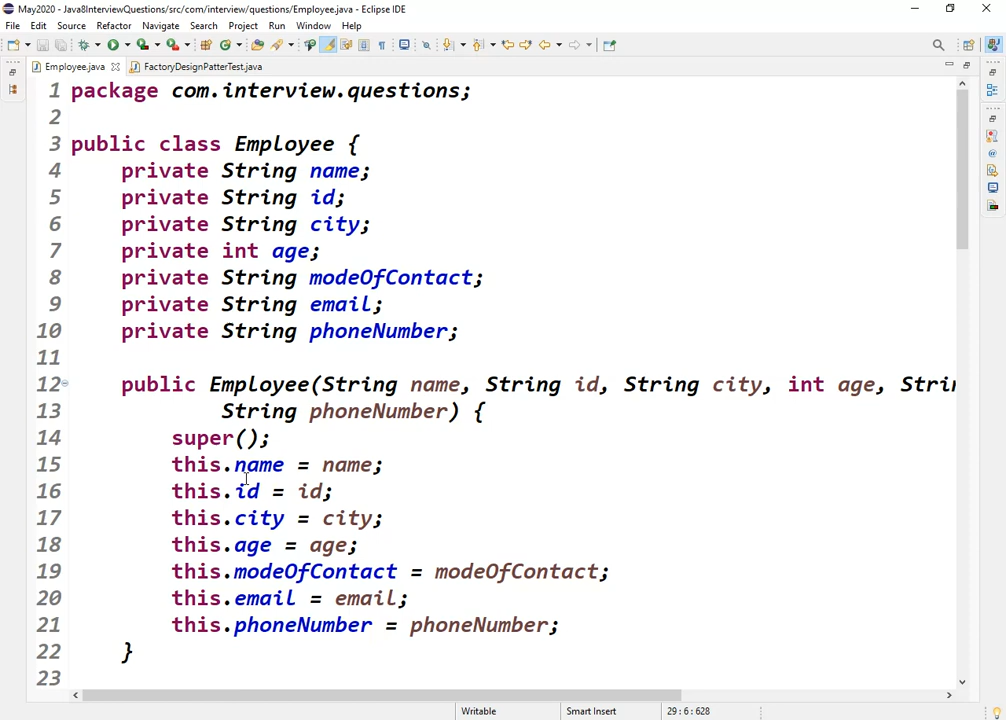 May2020 - Java8InterviewQuestions/src/com/interview/questions/Employee.java - Eclipse IDE
File Edit Source Refactor Navigate Search Project Run Window Help
Employee.java FactoryDesignPatterTest.java
1 package com.interview.questions;
2
3 public class Employee {
4 private String name;
5 private String id;
6 private String city;
7 private int age;
8 private String modeOfContact;
9 private String email;
10 private String phoneNumber;
11
12 public Employee(String name, String id, String city, int age, Strin
13 String phoneNumber) {
14 super();
15 this.name = name;
16 this.id = id;
17 this.city = city;
18 this.age = age;
19 this.modeOfContact = modeOfContact;
20 this.email = email;
21 this.phoneNumber = phoneNumber;
22 }
23
Writable Smart Insert 29 : 6 : 628